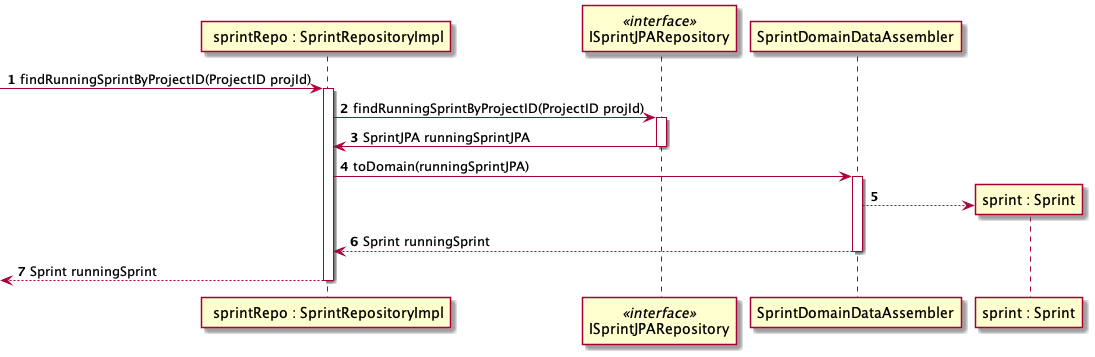 «interface»
sprintRepo : SprintRepositoryImpl
ISprintJPARepository
SprintDomainDataAssembler
1 findRunningSprintByProjectID(ProjectID projId)
2 findRunningSprintByProjectID(ProjectID projId)
3 SprintJPA runningSprintJPA
4 toDomain(runningSprintJPA)
5
sprint : Sprint
6 Sprint runningSprint
7 Sprint runningSprint
sprintRepo : SprintRepositoryImpl
«interface»
ISprintJPARepository
SprintDomainDataAssembler
sprint : Sprint